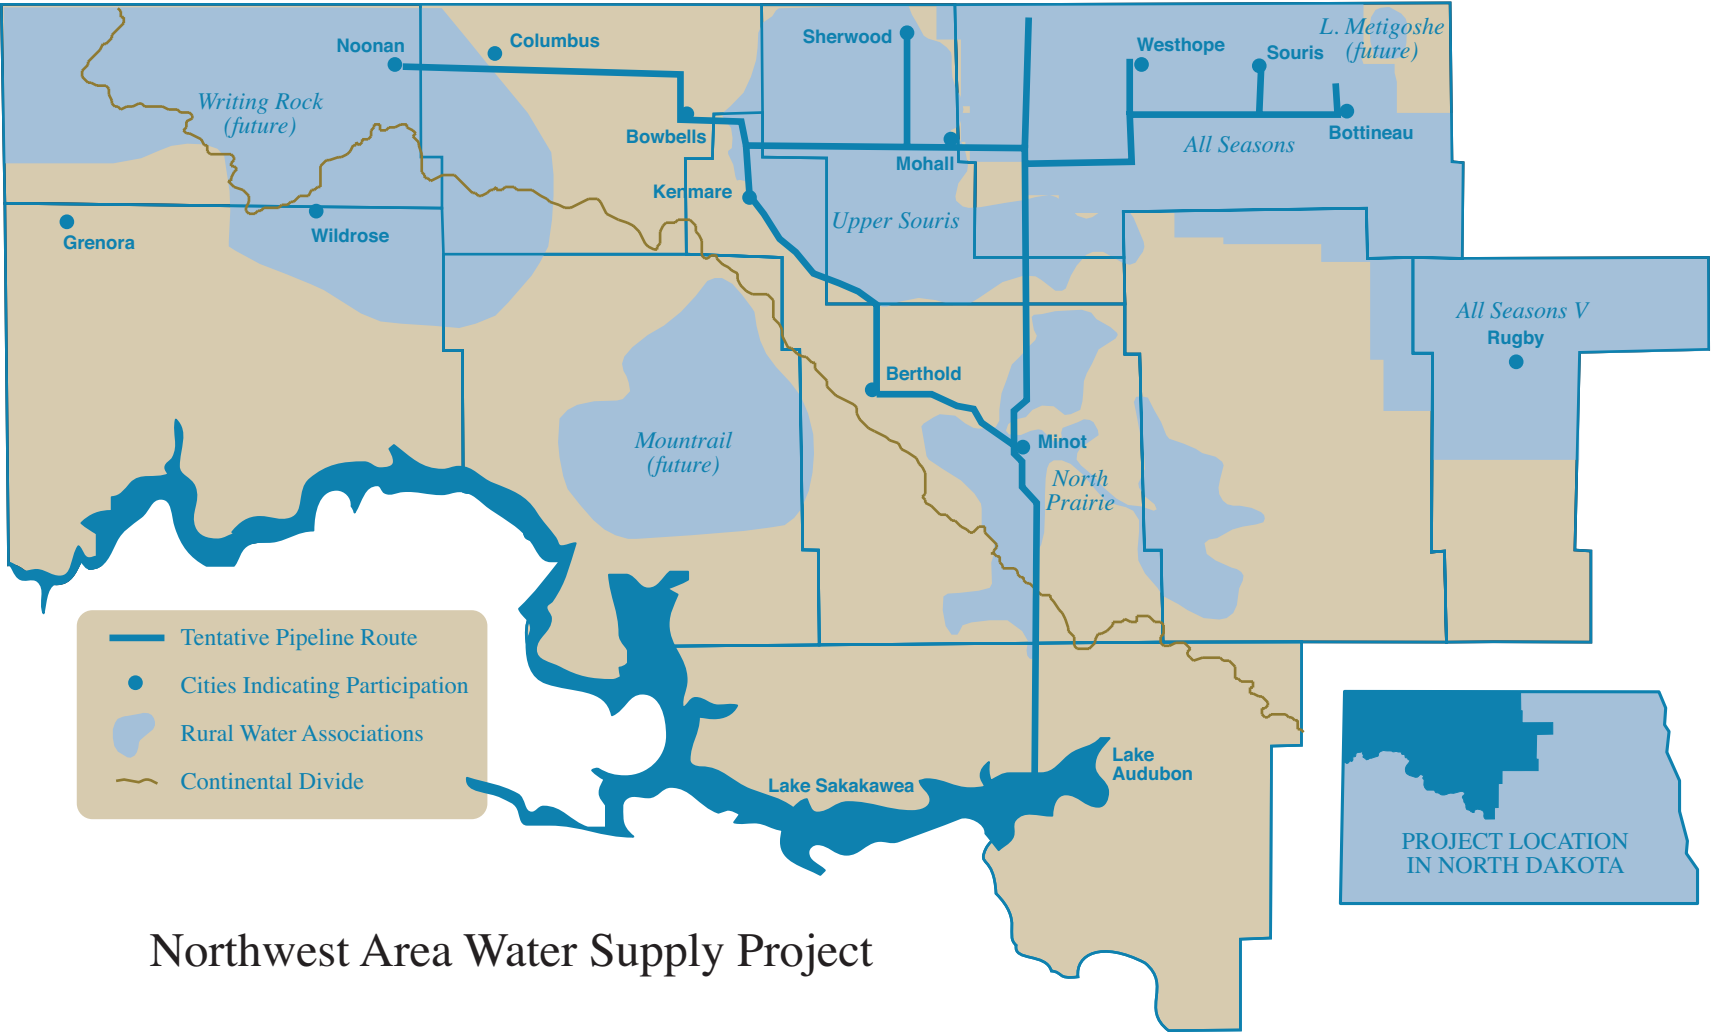 L. Metigoshe
(future)
Sherwood
Columbus
Noonan
Westhope
Souris
Writing Rock
(future)
Bowbells
Bottineau
All Seasons
Mohall
Kenmare
Upper Souris
Wildrose
Grenora
All Seasons V
Rugby
Berthold
Mountrail
(future)
Minot
North
Prairie
Tentative Pipeline Route
Cities Indicating Participation
Rural Water Associations
Continental Divide
Lake Sakakawea
Lake
Audubon
PROJECT LOCATION
IN NORTH DAKOTA
Northwest Area Water Supply Project